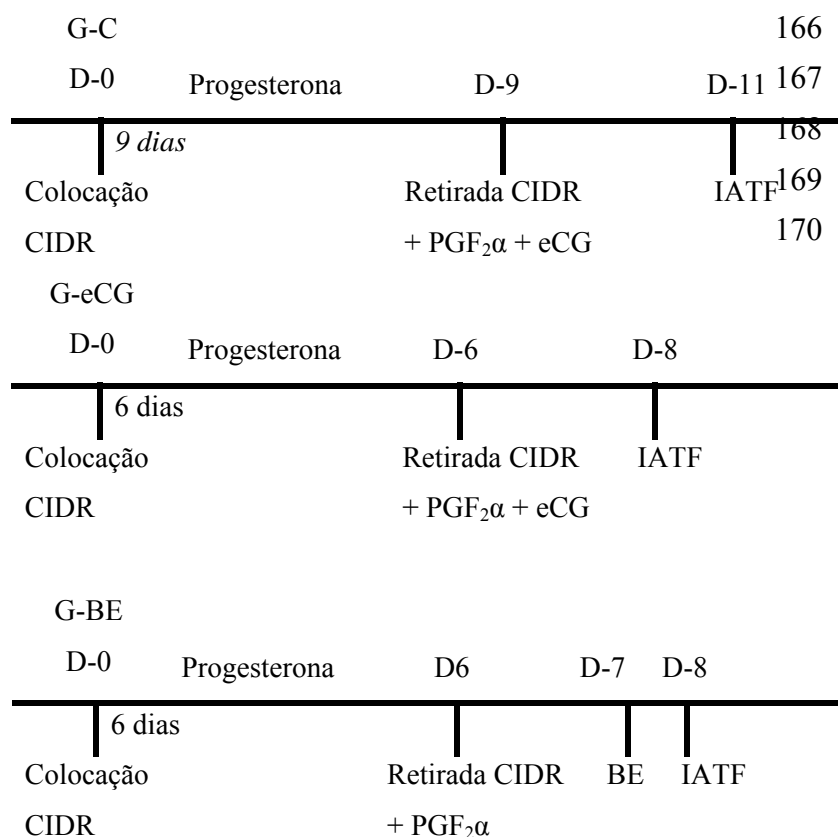 G-C 166
D-0 Progesterona D-9 D-11 167
9 dias 168
Colocação Retirada CIDR IATF 169
CIDR + PGF₂α + eCG 170
G-eCG
D-0 Progesterona D-6 D-8
6 dias
Colocação Retirada CIDR IATF
CIDR + PGF₂α + eCG
G-BE
D-0 Progesterona D6 D-7 D-8
6 dias
Colocação Retirada CIDR BE IATF
CIDR + PGF₂α